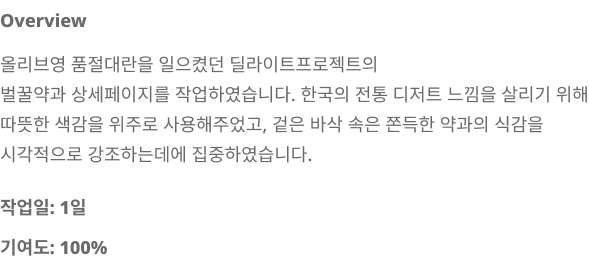 Overview
올리브영 품절대란을 일으켰던 딜라이트프로젝트의
벌꿀약과 상세페이지를 작업하였습니다. 한국의 전통 디저트 느낌을 살리기 위해
따뜻한 색감을 위주로 사용해주었고, 겉은 바삭 속은 쫀득한 약과의 식감을
시각적으로 강조하는데에 집중하였습니다.
작업일: 1일
기여도: 100%